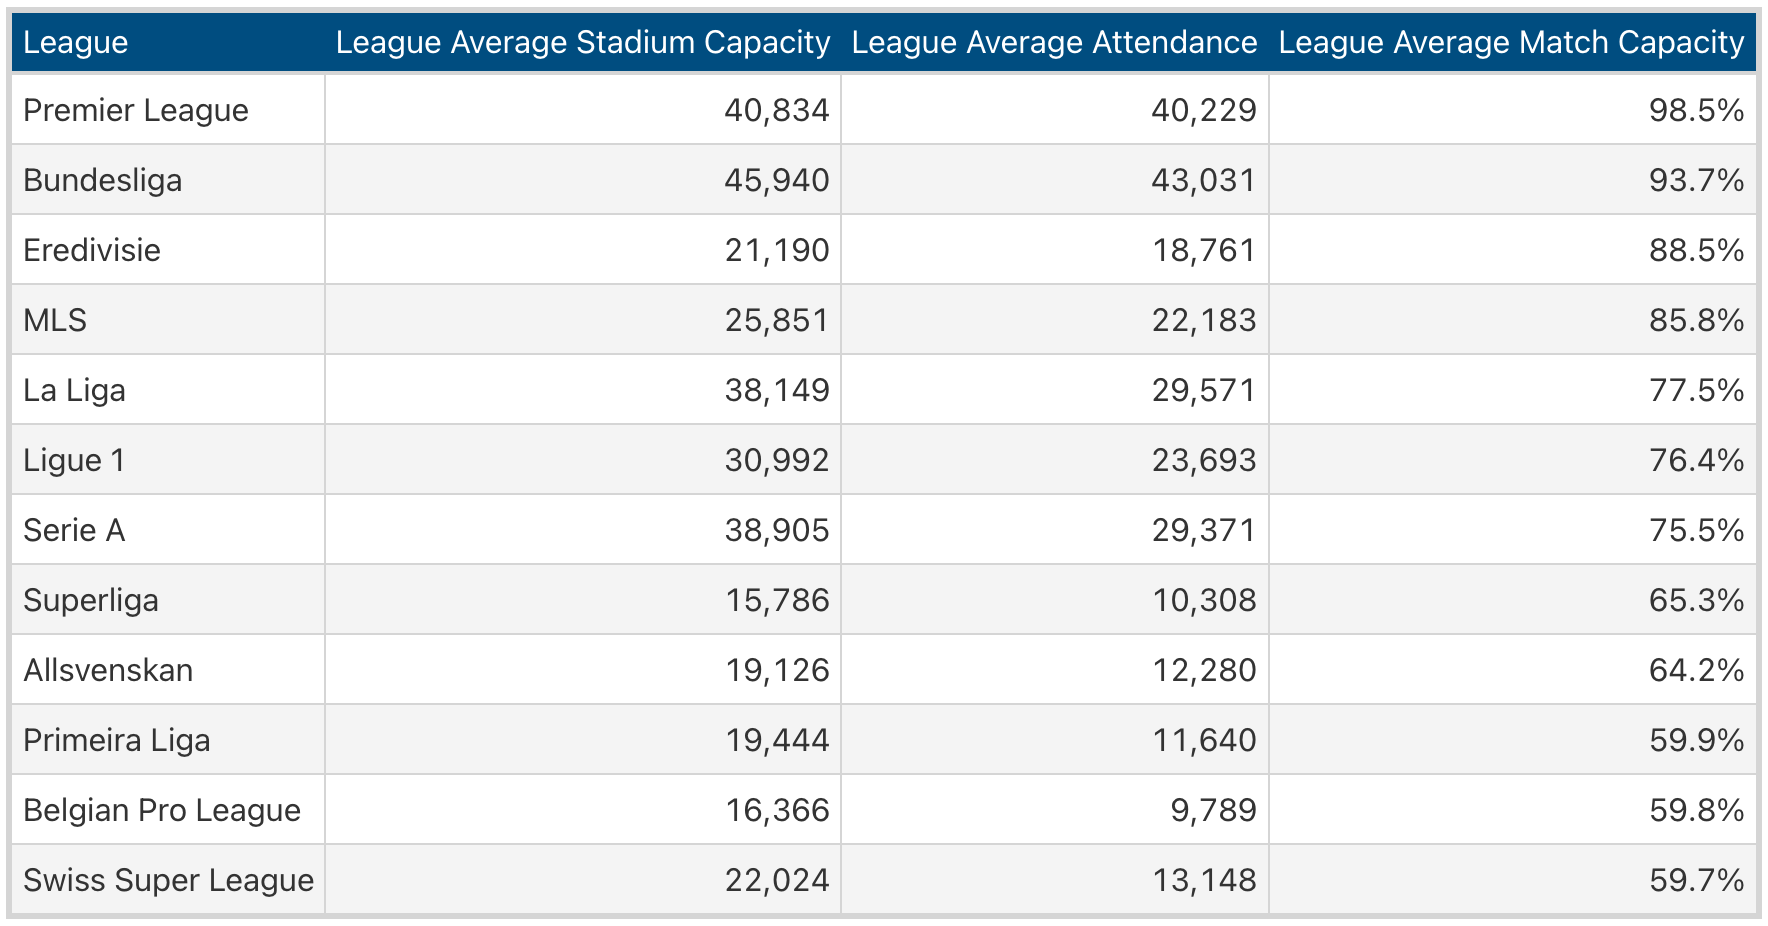 League League Average Stadium Capacity League Average Attendance League Average Match Capacity
Premier League 40,834 40,229 98.5%
Bundesliga 45,940 43,031 93.7%
Eredivisie 21,190 18,761 88.5%
MLS 25,851 22,183 85.8%
La Liga 38,149 29,571 77.5%
Ligue 1 30,992 23,693 76.4%
Serie A 38,905 29,371 75.5%
Superliga 15,786 10,308 65.3%
Allsvenskan 19,126 12,280 64.2%
Primeira Liga 19,444 11,640 59.9%
Belgian Pro League 16,366 9,789 59.8%
Swiss Super League 22,024 13,148 59.7%